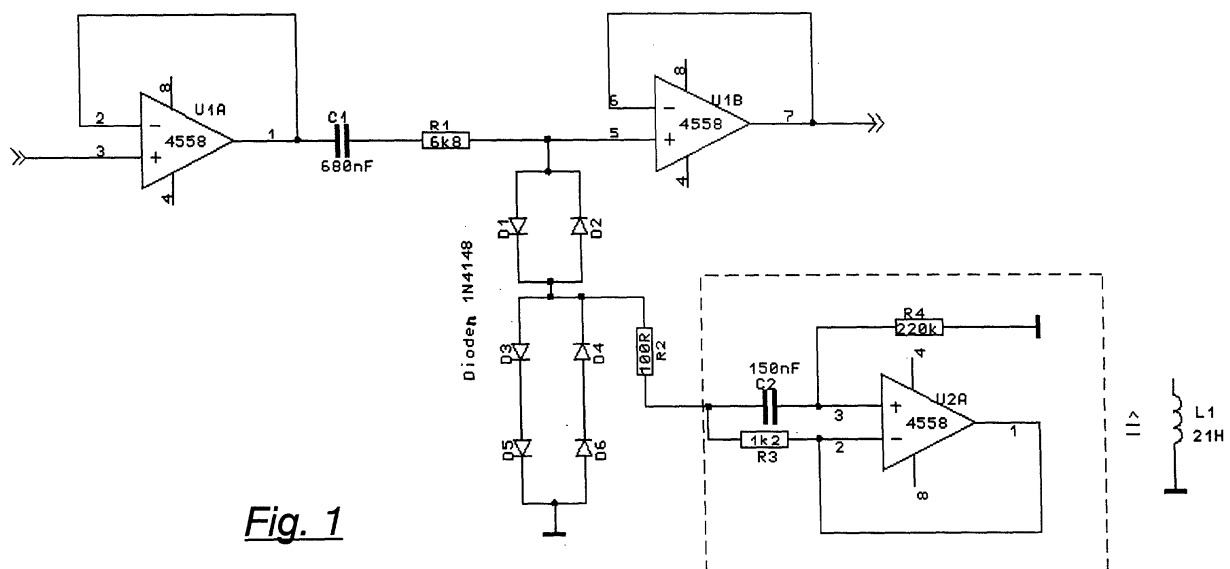 2
3
8
4
U1A
4558
1
C1
680nF
R1
6k8
6
5
8
4
U1B
4558
7
D1
D2
Dioden 1N4148
D3
D4
D5
D6
100R
R2
R4
220k
150nF
C2
3
2
1k2
R3
4
U2A
4558
8
1
+
−
+
−
+
−
=>
L1
21H
Fig. 1